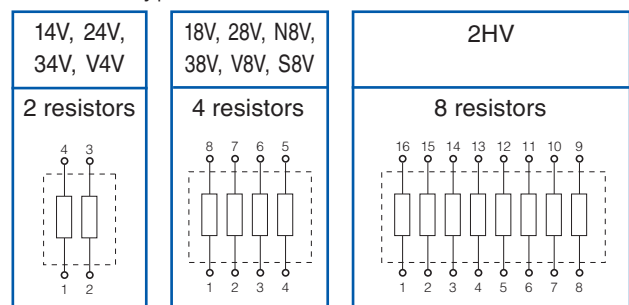 14V, 24V,
34V, V4V
2 resistors
4 3
1 2
18V, 28V, N8V,
38V, V8V, S8V
4 resistors
8 7 6 5
1 2 3 4
2HV
8 resistors
16 15 14 13 12 11 10 9
1 2 3 4 5 6 7 8